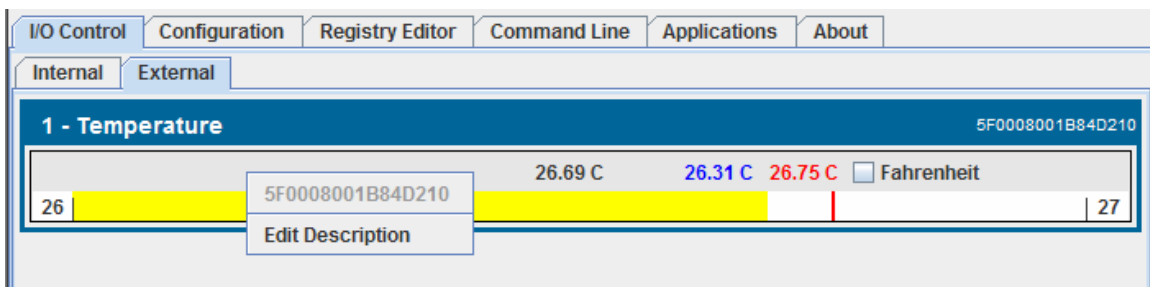 I/O Control Configuration Registry Editor Command Line Applications About
Internal External
1 - Temperature 5F0008001B84D210
26.69 C 26.31 C 26.75 C Fahrenheit
5F0008001B84D210
26 27
Edit Description